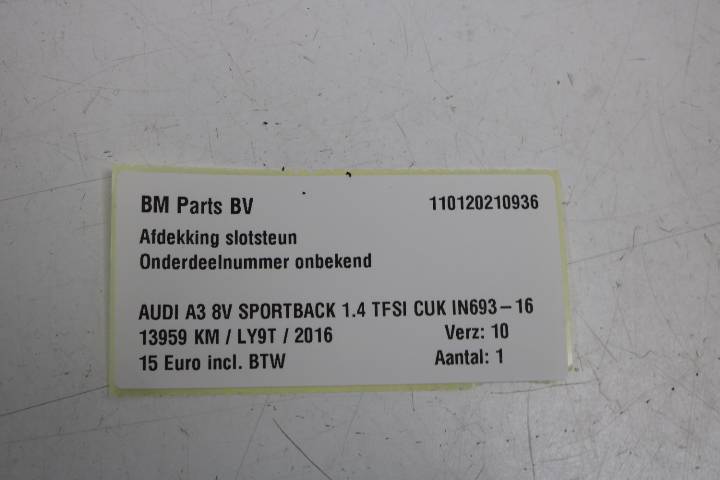 BM Parts BV 110120210936
Afdekking slotsteun
Onderdeelnummer onbekend
AUDI A3 8V SPORTBACK 1.4 TFSI CUK IN693-16
13959 KM / LY9T / 2016 Verz: 10
15 Euro incl. BTW Aantal: 1